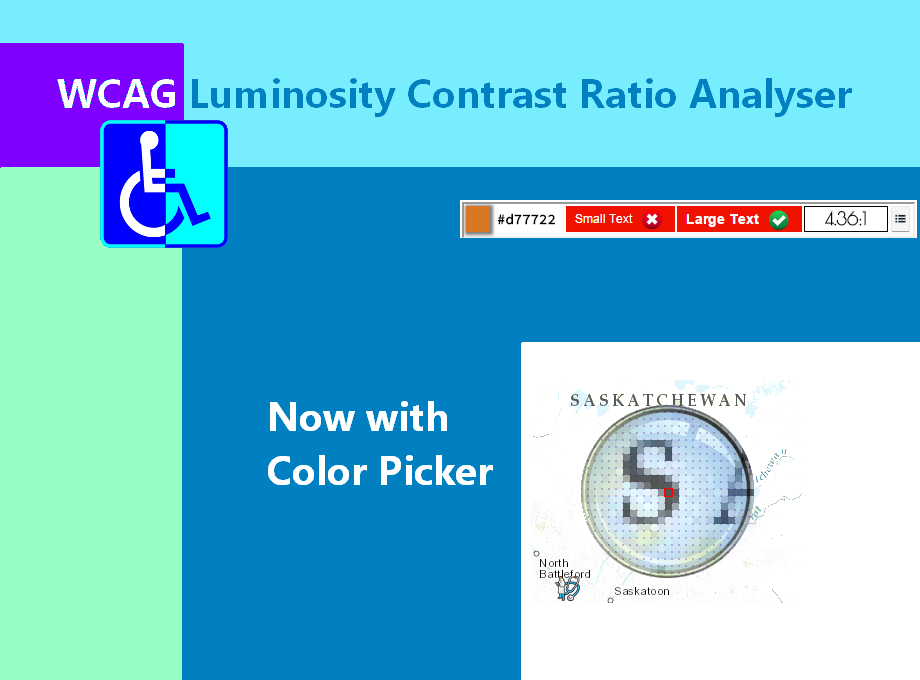 WCAG Luminosity Contrast Ratio Analyser
#d77722 Small Text Large Text 4.36:1
Now with
Color Picker
SASKATCHEWAN
S
North
Battleford
Saskatoon